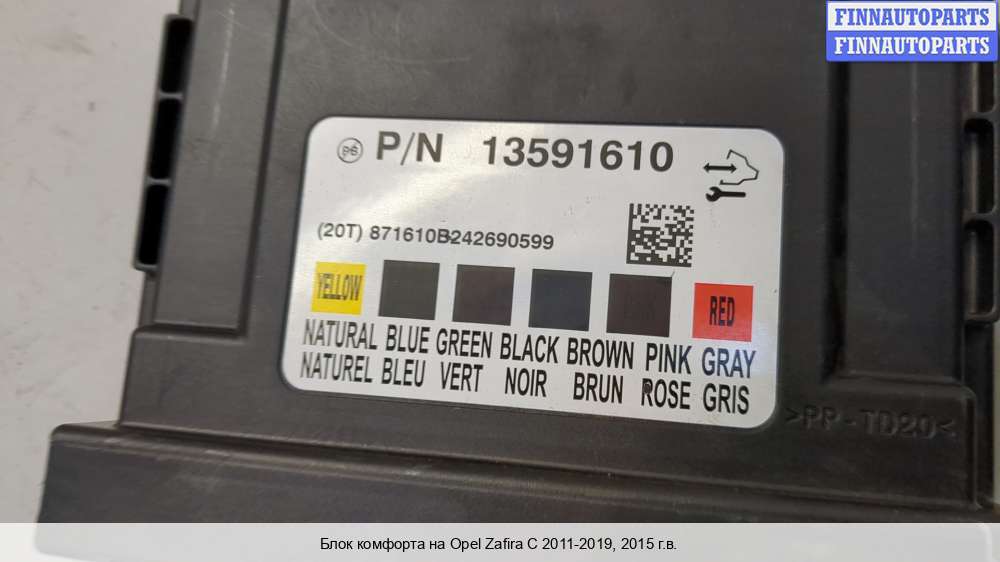 FINNAUTOPARTS
FINNAUTOPARTS
96 P/N 13591610
(20T) 871610B242690599
YELLOW RED
NATURAL BLUE GREEN BLACK BROWN PINK GRAY
NATUREL BLEU VERT NOIR BRUN ROSE GRIS
>PP-TD20<
Блок комфорта на Opel Zafira C 2011-2019, 2015 г.в.